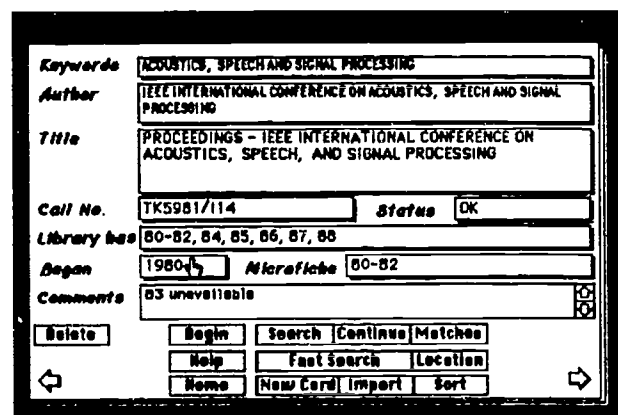 Keywords ACOUSTICS, SPEECH AND SIGNAL PROCESSING
Author IEEE INTERNATIONAL CONFERENCE ON ACOUSTICS, SPEECH AND SIGNAL
PROCESSING
Title PROCEEDINGS - IEEE INTERNATIONAL CONFERENCE ON
ACOUSTICS, SPEECH, AND SIGNAL PROCESSING
Call No. TK5981/I14 Status OK
Library has 80-82, 84, 85, 86, 87, 88
Began 1980- Microfiche 80-82
Comments 83 unavailable
Delete Begin Search Continue Matches
Help Fast Search Location
Home New Card Import Sort